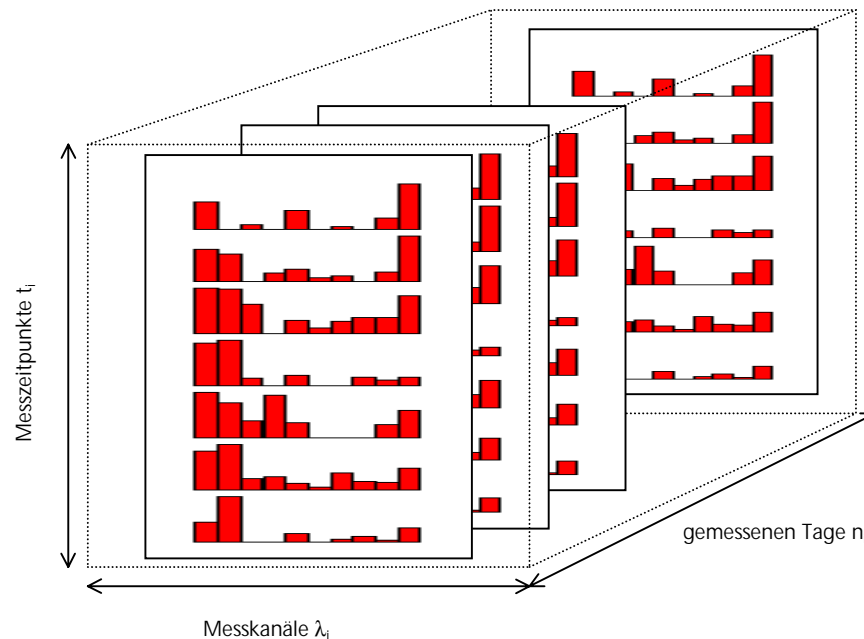 Messzeitpunkte tᵢ
gemessenen Tage n
Messkanäle λᵢ